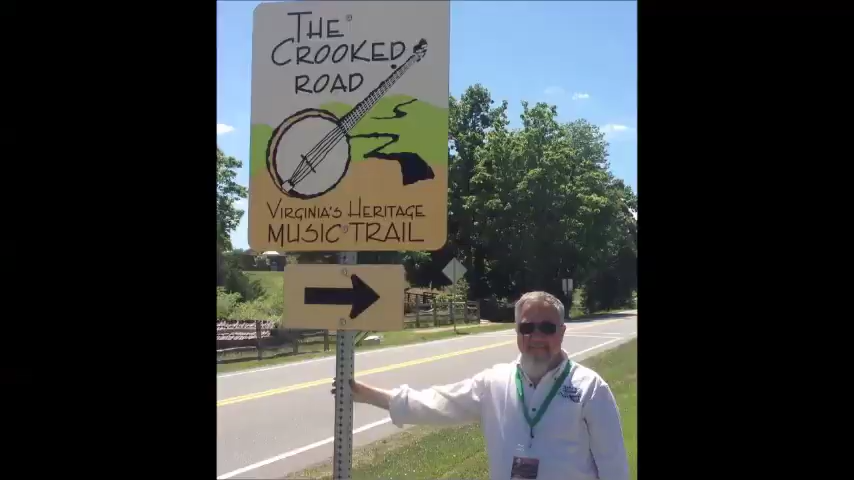 THE
CROOKED
ROAD
VIRGINIA'S HERITAGE
MUSIC TRAIL